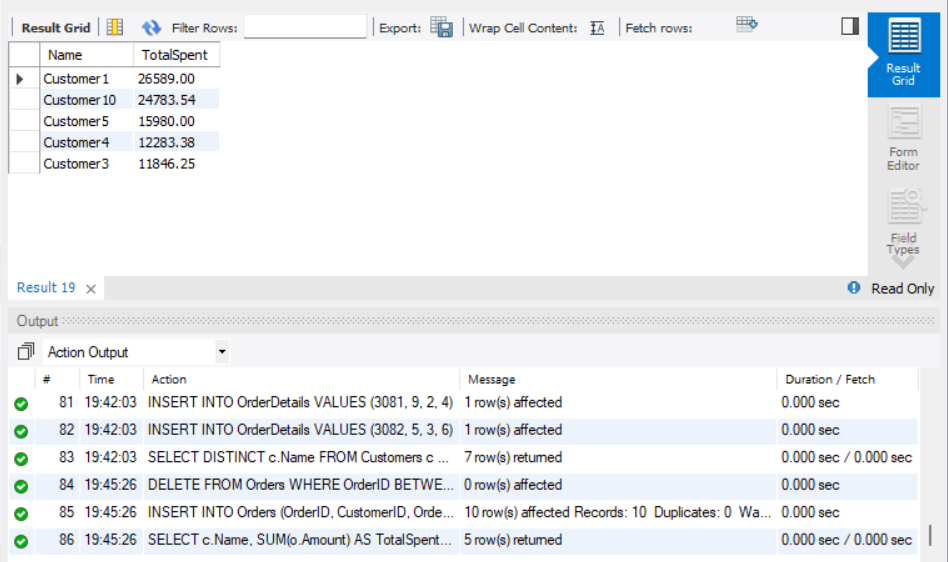 Result Grid Filter Rows: Export: Wrap Cell Content: Fetch rows:
Name TotalSpent
Customer1 26589.00
Customer10 24783.54
Customer5 15980.00
Customer4 12283.38
Customer3 11846.25
Result
Grid
Form
Editor
Field
Types
Result 19 Read Only
Output
Action Output
# Time Action Message Duration / Fetch
81 19:42:03 INSERT INTO OrderDetails VALUES (3081, 9, 2, 4) 1 row(s) affected 0.000 sec
82 19:42:03 INSERT INTO OrderDetails VALUES (3082, 5, 3, 6) 1 row(s) affected 0.000 sec
83 19:42:03 SELECT DISTINCT c.Name FROM Customers c ... 7 row(s) returned 0.000 sec / 0.000 sec
84 19:45:26 DELETE FROM Orders WHERE OrderID BETWE... 0 row(s) affected 0.000 sec
85 19:45:26 INSERT INTO Orders (OrderID, CustomerID, Orde... 10 row(s) affected Records: 10 Duplicates: 0 Wa... 0.000 sec
86 19:45:26 SELECT c.Name, SUM(o.Amount) AS TotalSpent... 5 row(s) returned 0.000 sec / 0.000 sec